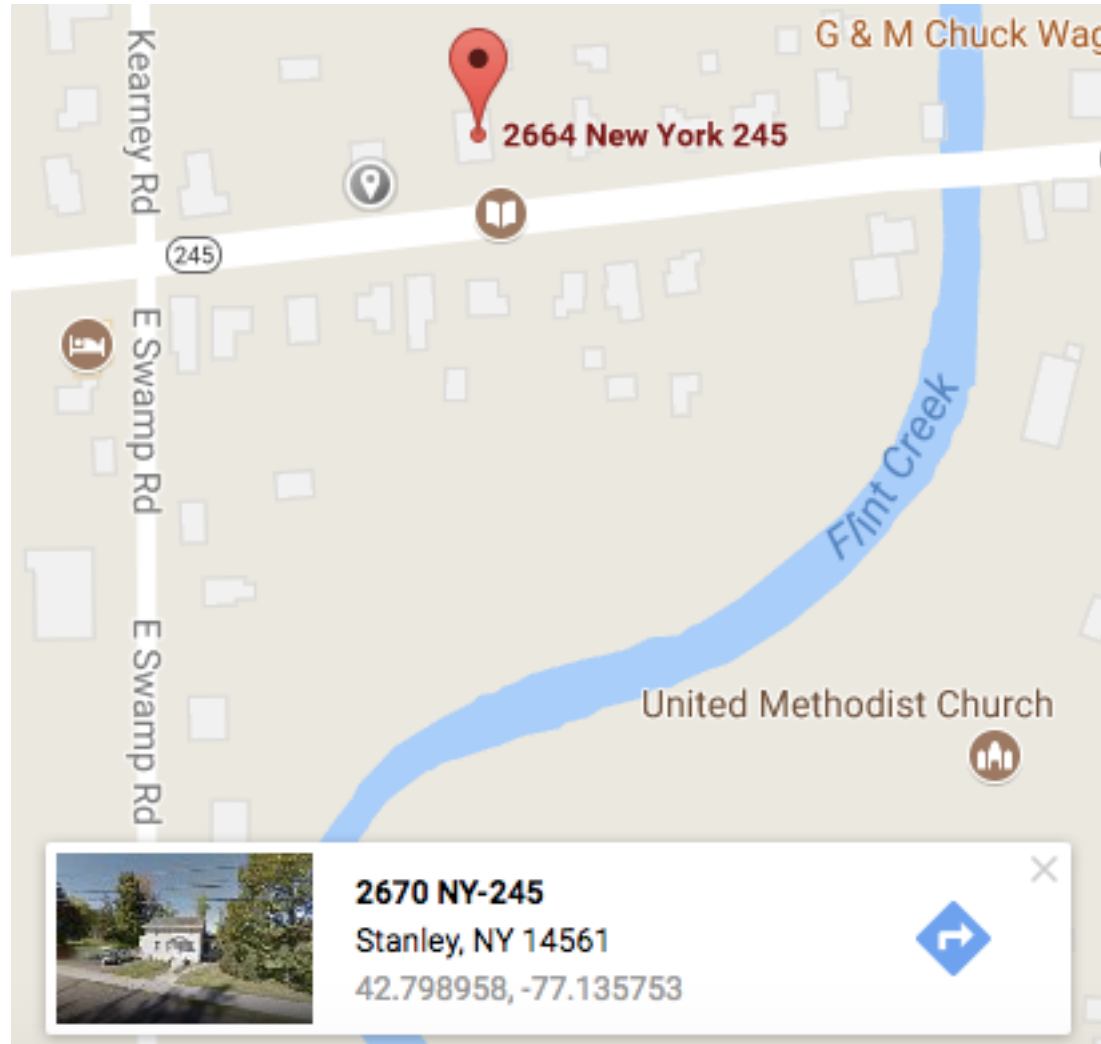 G & M Chuck Wag
Kearney Rd
2664 New York 245
245
E Swamp Rd
Flint Creek
E Swamp Rd
United Methodist Church
2670 NY-245
Stanley, NY 14561
42.798958, -77.135753